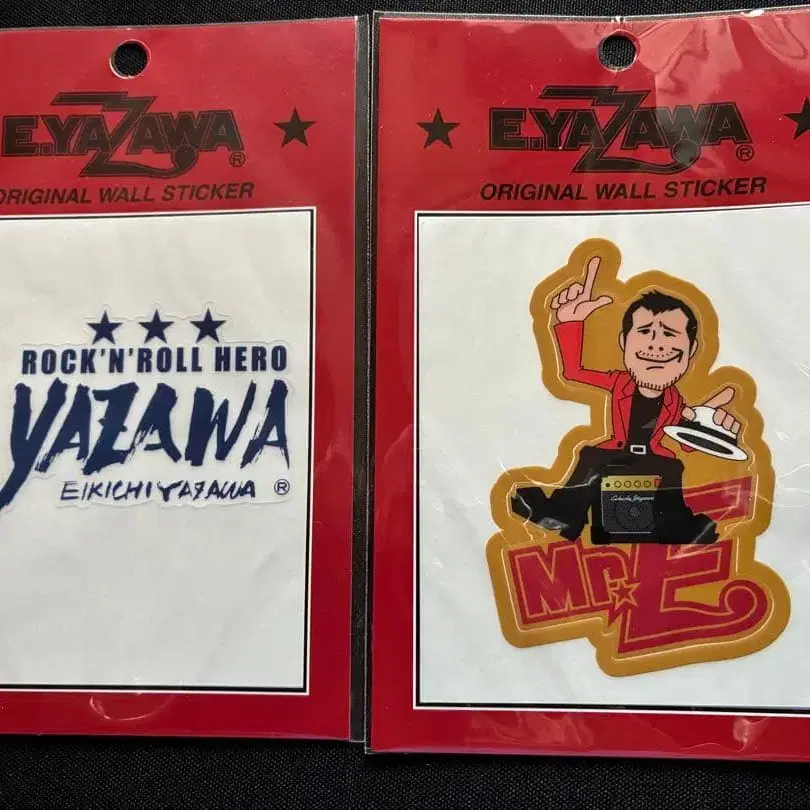 E.YAZAWA ®
ORIGINAL WALL STICKER
ROCK'N'ROLL HERO
YAZAWA
EIKICHI YAZAWA ®
E.YAZAWA ®
ORIGINAL WALL STICKER
Mr.E